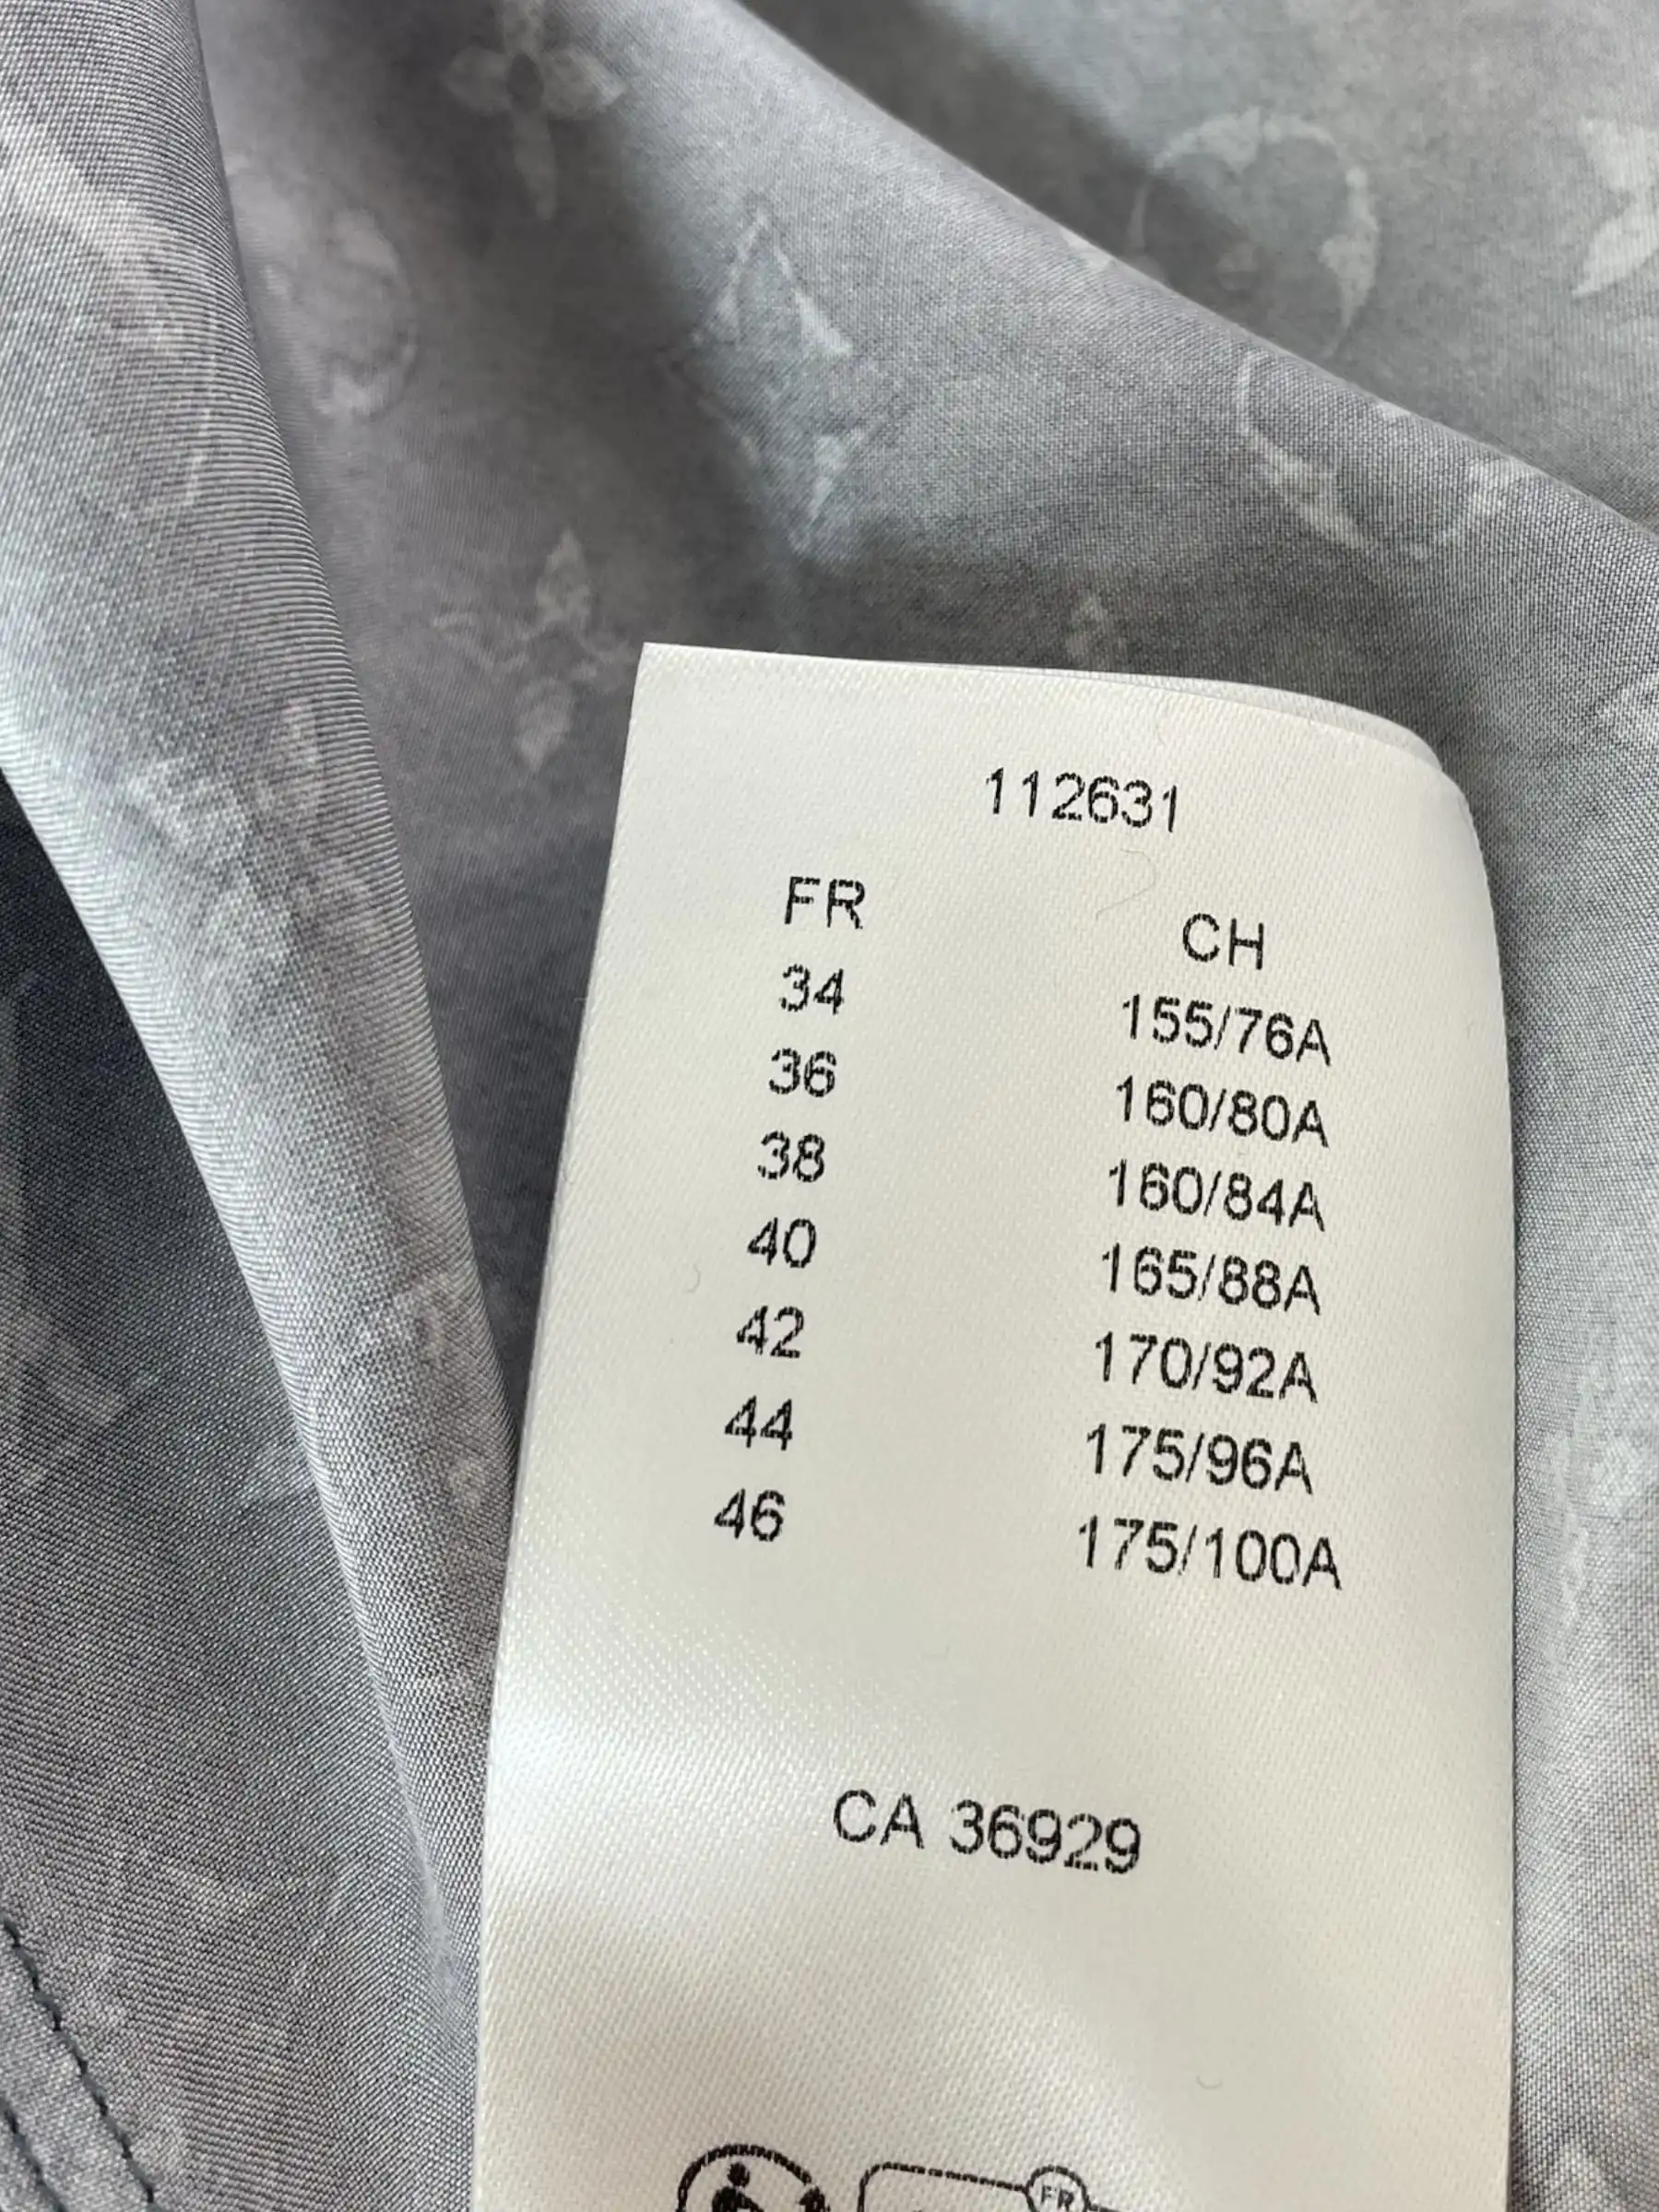 112631
FR CH
34 155/76A
36 160/80A
38 160/84A
40 165/88A
42 170/92A
44 175/96A
46 175/100A
CA 36929
FR